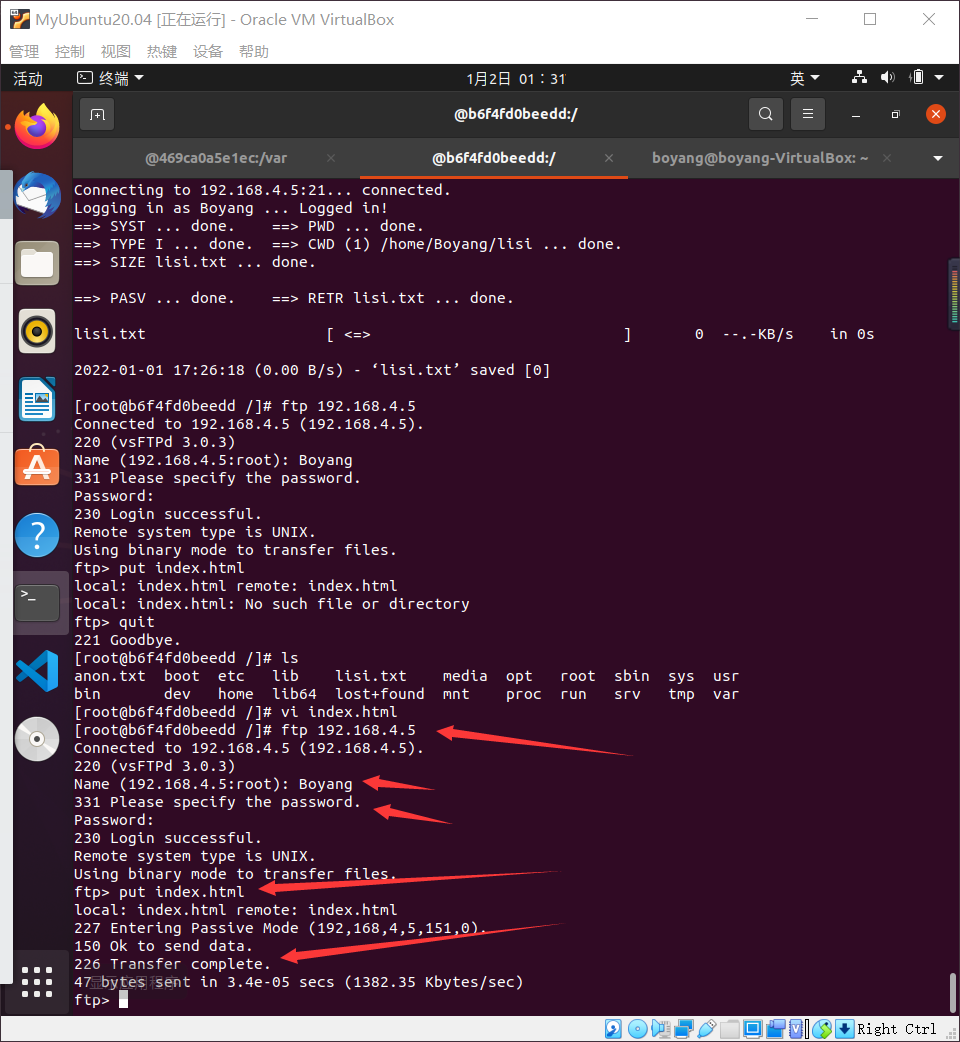 MyUbuntu20.04 [正在运行] - Oracle VM VirtualBox
管理 控制 视图 热键 设备 帮助
活动 终端 1月2日 01：31 英
@b6f4fd0beedd:/
@469ca0a5e1ec:/var × @b6f4fd0beedd:/ × boyang@boyang-VirtualBox: ~ ×
Connecting to 192.168.4.5:21... connected.
Logging in as Boyang ... Logged in!
==> SYST ... done.    ==> PWD ... done.
==> TYPE I ... done.  ==> CWD (1) /home/Boyang/lisi ... done.
==> SIZE lisi.txt ... done.
==> PASV ... done.    ==> RETR lisi.txt ... done.
lisi.txt                    [ <=>                            ]       0  --.-KB/s    in 0s
2022-01-01 17:26:18 (0.00 B/s) - ‘lisi.txt’ saved [0]
[root@b6f4fd0beedd /]# ftp 192.168.4.5
Connected to 192.168.4.5 (192.168.4.5).
220 (vsFTPd 3.0.3)
Name (192.168.4.5:root): Boyang
331 Please specify the password.
Password:
230 Login successful.
Remote system type is UNIX.
Using binary mode to transfer files.
ftp> put index.html
local: index.html remote: index.html
local: index.html: No such file or directory
ftp> quit
221 Goodbye.
[root@b6f4fd0beedd /]# ls
anon.txt  boot  etc   lib    lisi.txt    media  opt   root  sbin  sys  usr
bin       dev   home  lib64  lost+found  mnt    proc  run   srv   tmp  var
[root@b6f4fd0beedd /]# vi index.html
[root@b6f4fd0beedd /]# ftp 192.168.4.5
Connected to 192.168.4.5 (192.168.4.5).
220 (vsFTPd 3.0.3)
Name (192.168.4.5:root): Boyang
331 Please specify the password.
Password:
230 Login successful.
Remote system type is UNIX.
Using binary mode to transfer files.
ftp> put index.html
local: index.html remote: index.html
227 Entering Passive Mode (192,168,4,5,151,0).
150 Ok to send data.
226 Transfer complete.
47 bytes sent in 3.4e-05 secs (1382.35 Kbytes/sec)
显示应用程序
ftp>
Right Ctrl